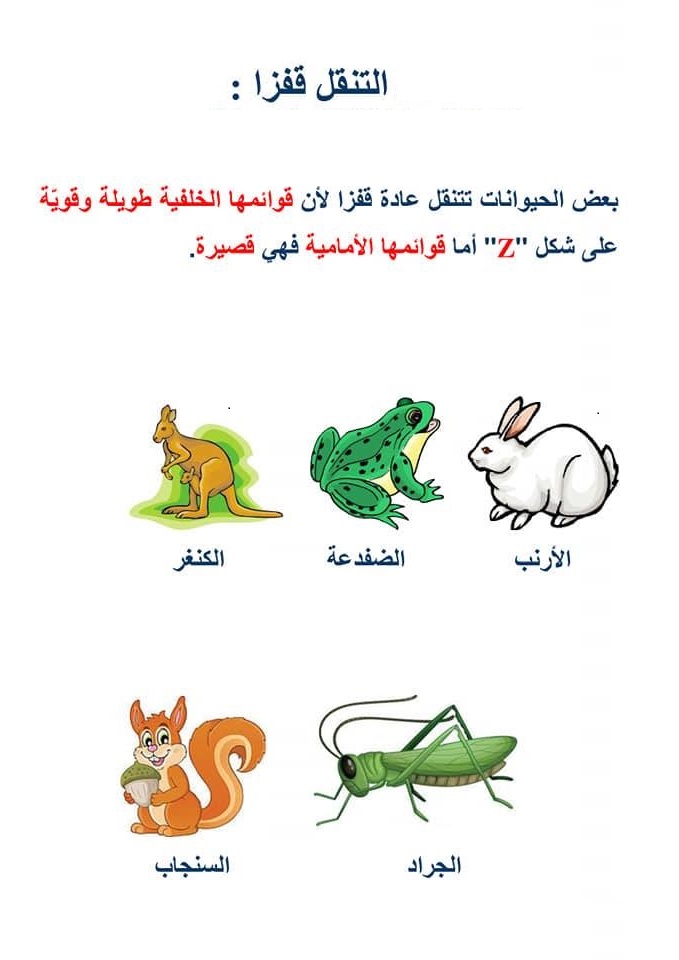 التنقل قفزا :
بعض الحيوانات تتنقل عادة قفزا لأن قوائمها الخلفية طويلة وقويّة
على شكل "Z" أما قوائمها الأمامية فهي قصيرة.
الأرنب الضفدعة الكنغر
الجراد السنجاب